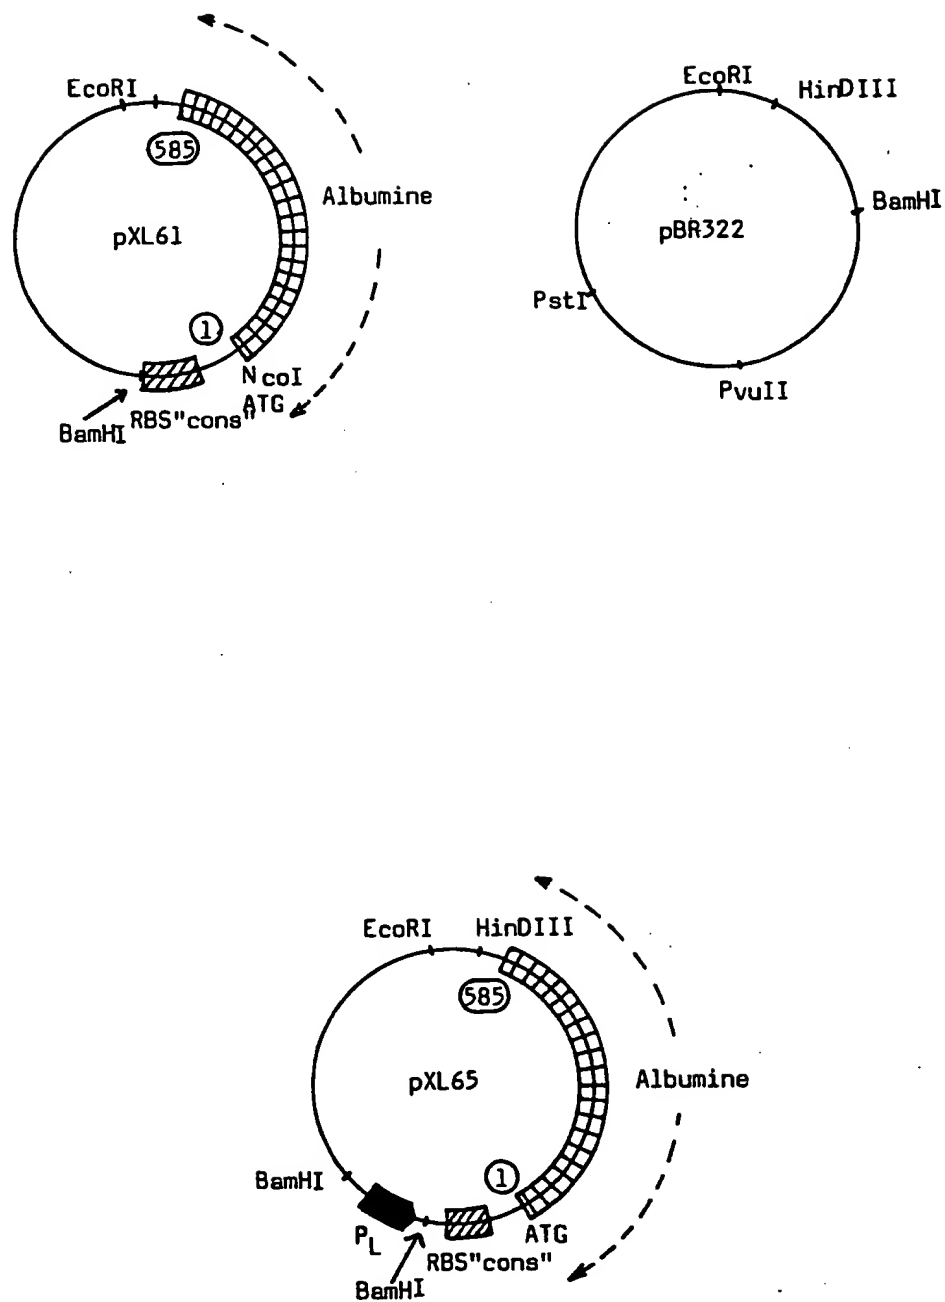 EcoRI
585
Albumine
pXL61
1
NcoI
ATG
RBS"cons"
BamHI
EcoRI
HinDIII
BamHI
pBR322
PstI
PvuII
EcoRI
HinDIII
585
pXL65
Albumine
BamHI
1
PL
ATG
RBS"cons"
BamHI